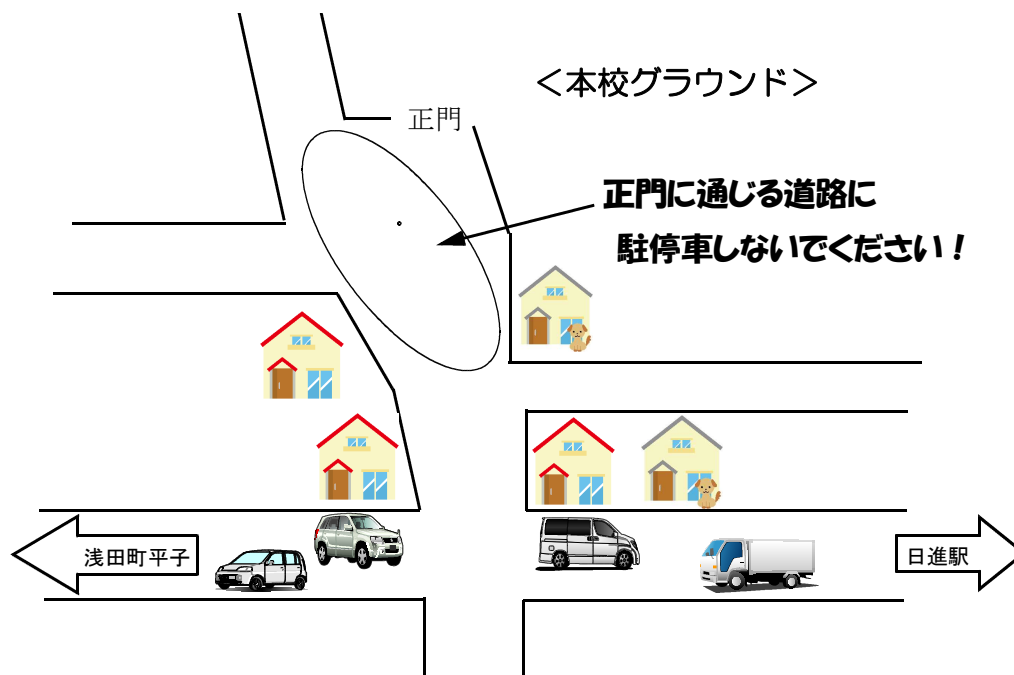 ＜本校グラウンド＞
正門
正門に通じる道路に
駐停車しないでください！
浅田町平子
日進駅